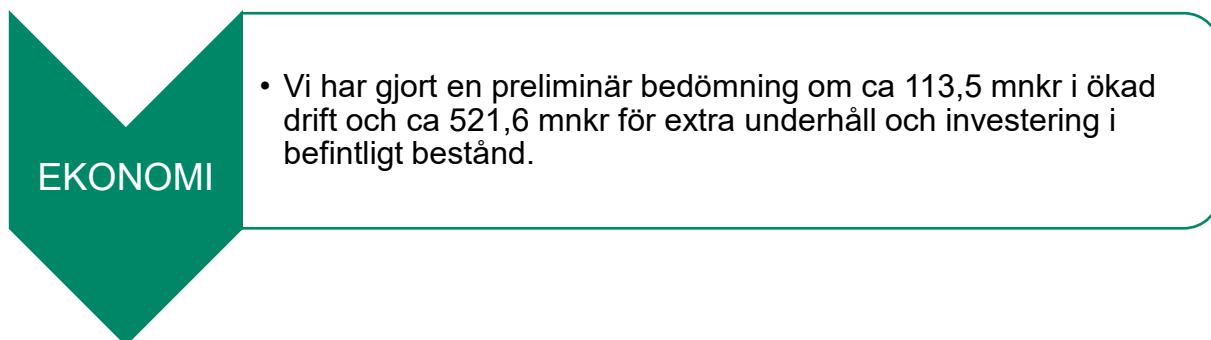 EKONOMI
• Vi har gjort en preliminär bedömning om ca 113,5 mnkr i ökad
drift och ca 521,6 mnkr för extra underhåll och investering i
befintligt bestånd.